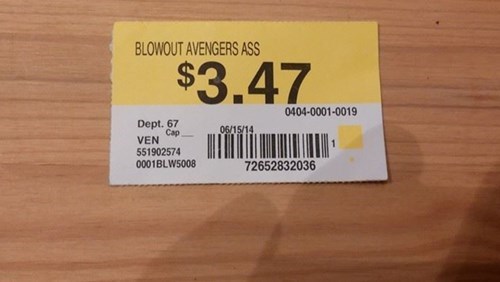 BLOWOUT AVENGERS ASS
$3.47
0404-0001-0019
Dept. 67
Cap __
06/15/14
VEN
551902574
1
0001BLW5008
72652832036